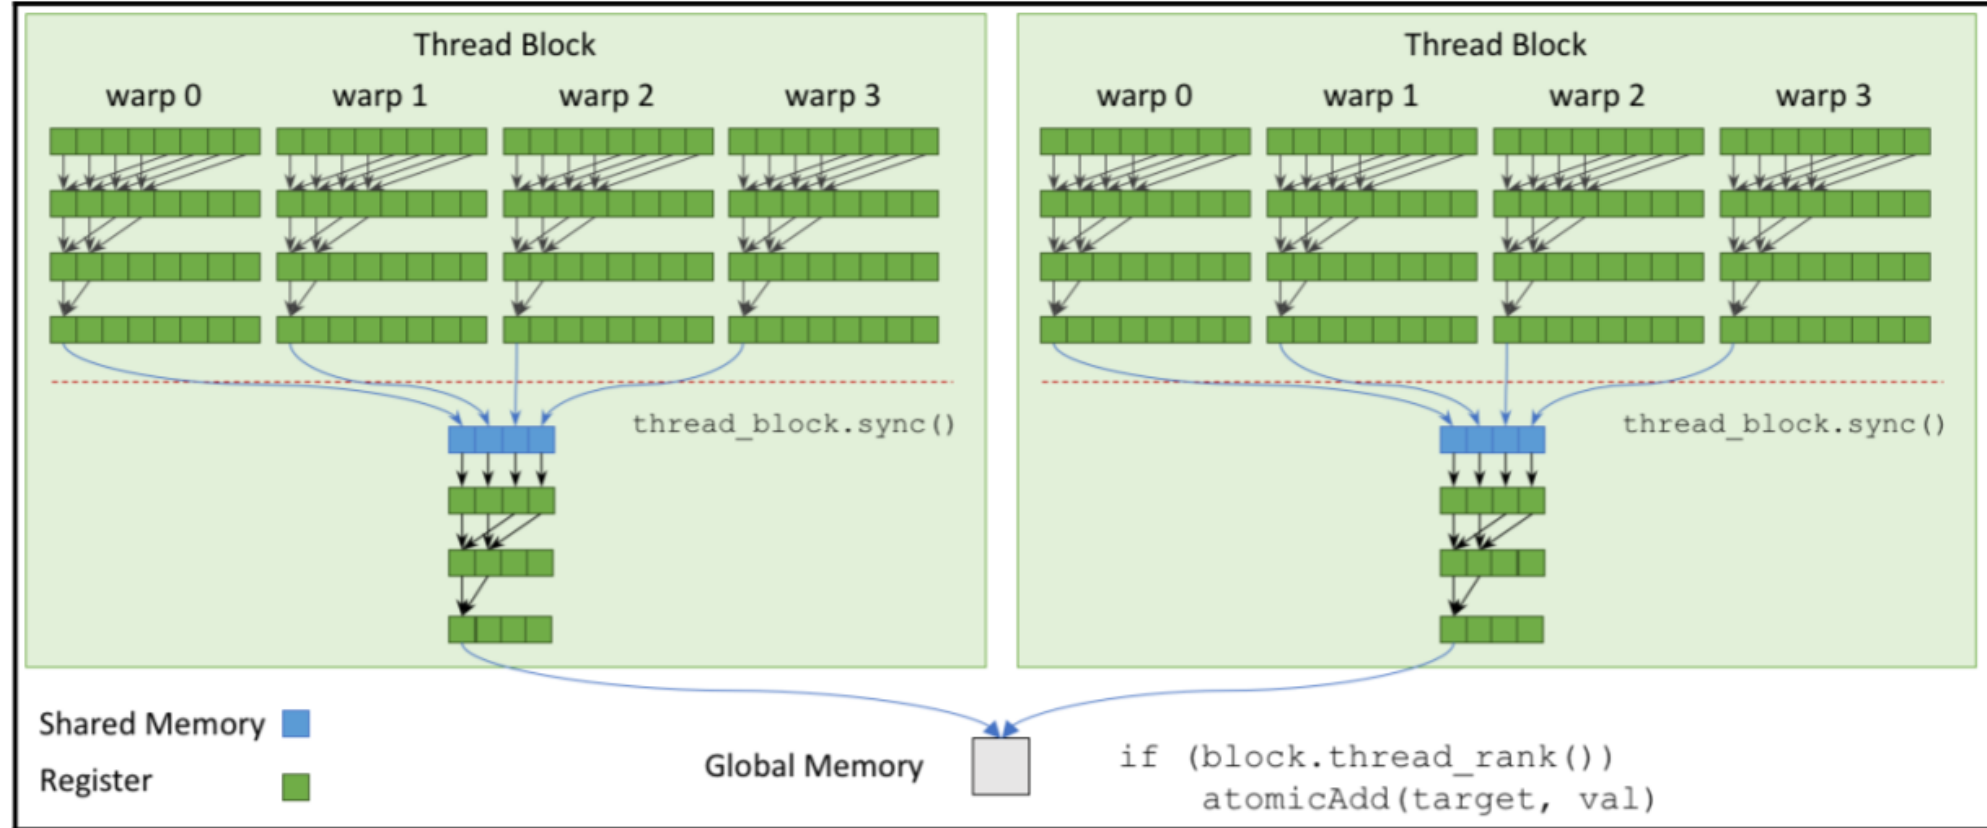 Thread Block
warp 0 warp 1 warp 2 warp 3
thread_block.sync()
Thread Block
warp 0 warp 1 warp 2 warp 3
thread_block.sync()
Shared Memory
Register
Global Memory
if (block.thread_rank())
atomicAdd(target, val)